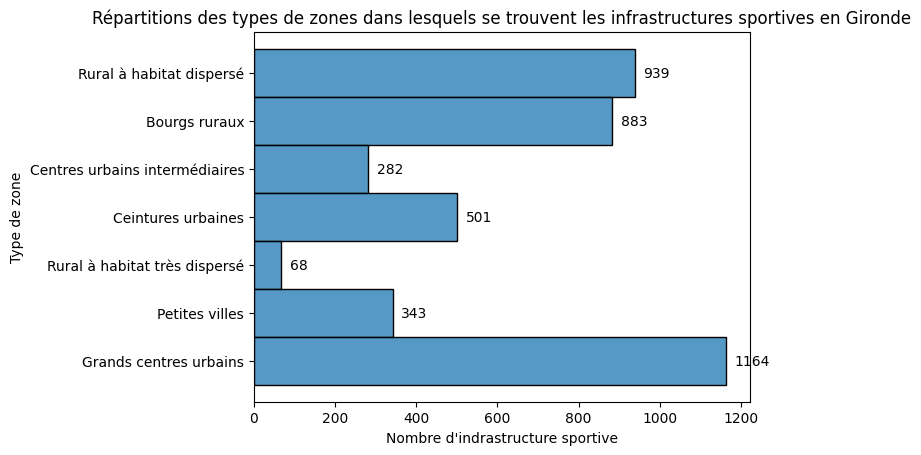 Répartitions des types de zones dans lesquels se trouvent les infrastructures sportives en Gironde
Type de zone
Rural à habitat dispersé
939
Bourgs ruraux
883
Centres urbains intermédiaires
282
Ceintures urbaines
501
Rural à habitat très dispersé
68
Petites villes
343
Grands centres urbains
1164
0 200 400 600 800 1000 1200
Nombre d'indrastructure sportive